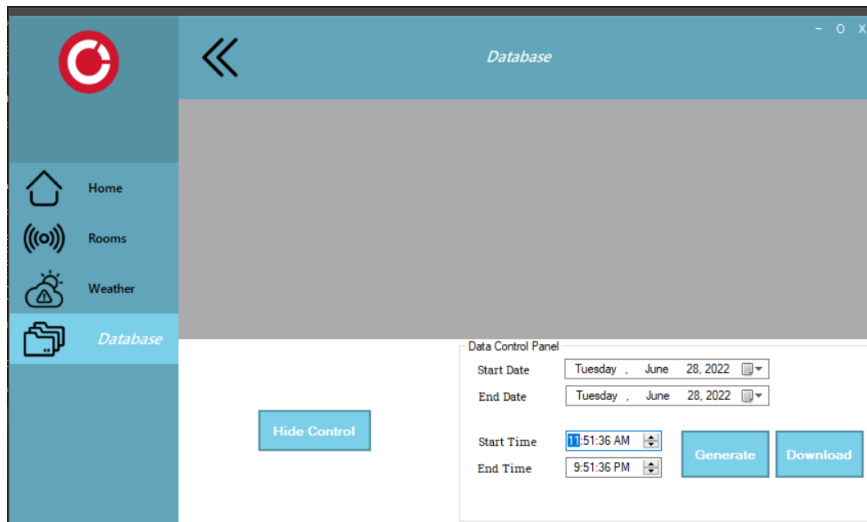 - O X
Database
Home
Rooms
Weather
Database
Data Control Panel
Start Date Tuesday , June 28, 2022
End Date Tuesday , June 28, 2022
Hide Control
Start Time 11:51:36 AM
End Time 9:51:36 PM
Generate Download